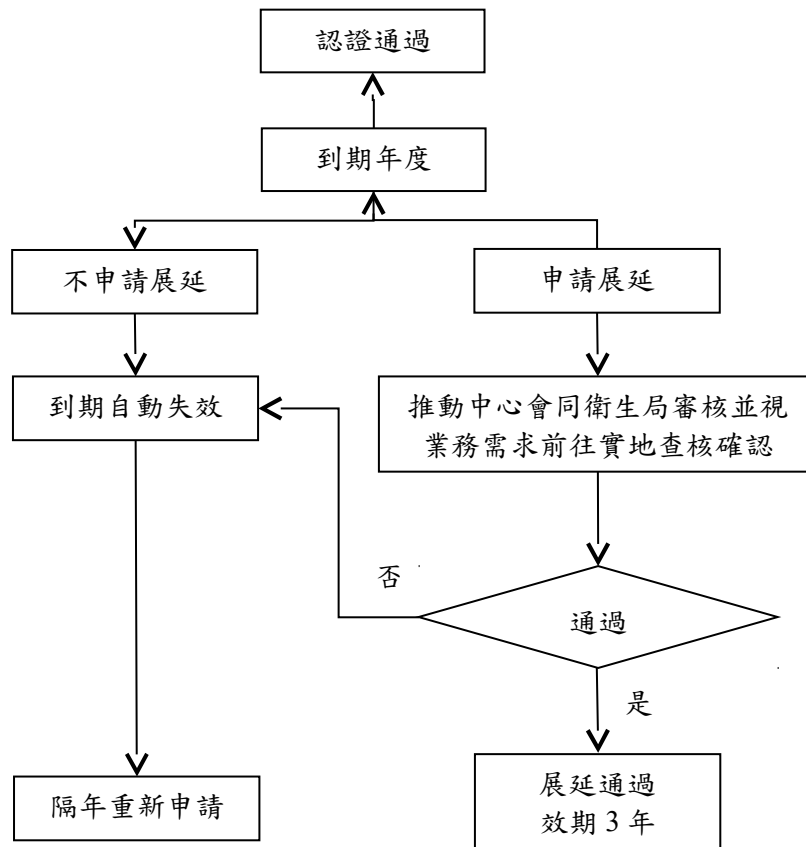 認證通過
到期年度
不申請展延
申請展延
到期自動失效
推動中心會同衛生局審核並視
業務需求前往實地查核確認
否
通過
是
隔年重新申請
展延通過
效期3年